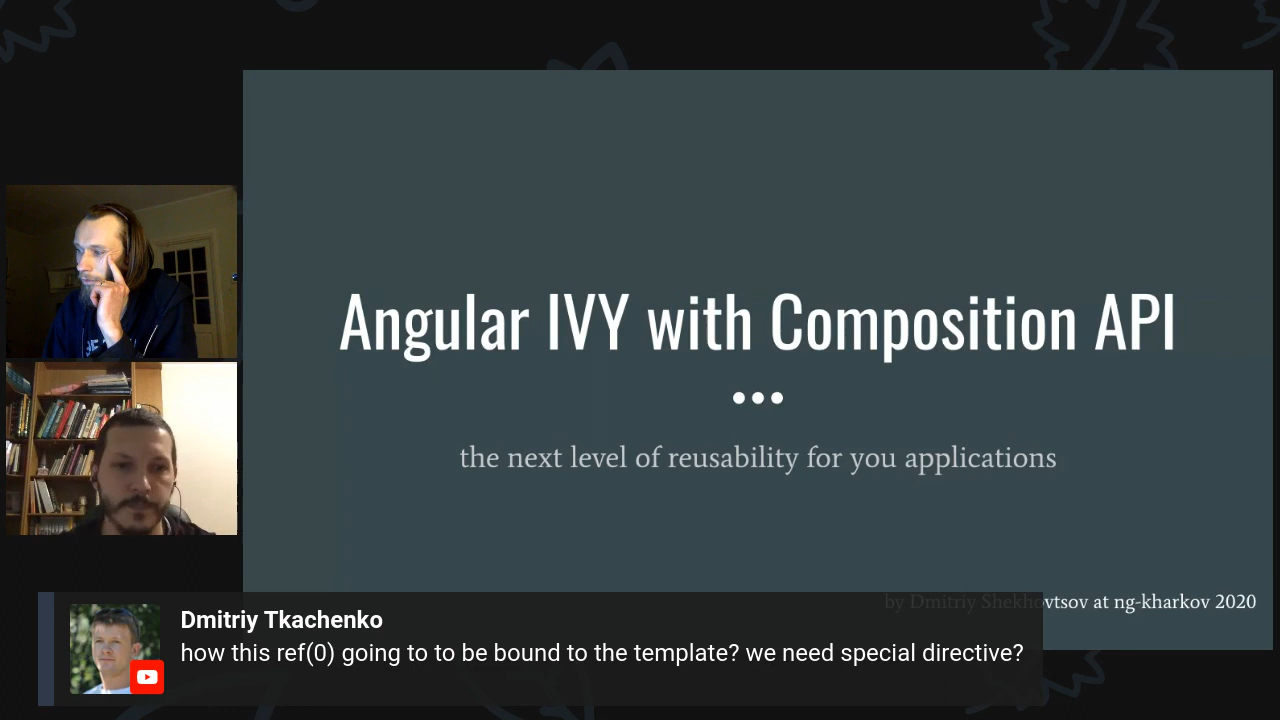 Angular IVY with Composition API
the next level of reusability for you applications
by Dmitriy Shekhovtsov at ng-kharkov 2020
Dmitriy Tkachenko
how this ref(0) going to to be bound to the template? we need special directive?